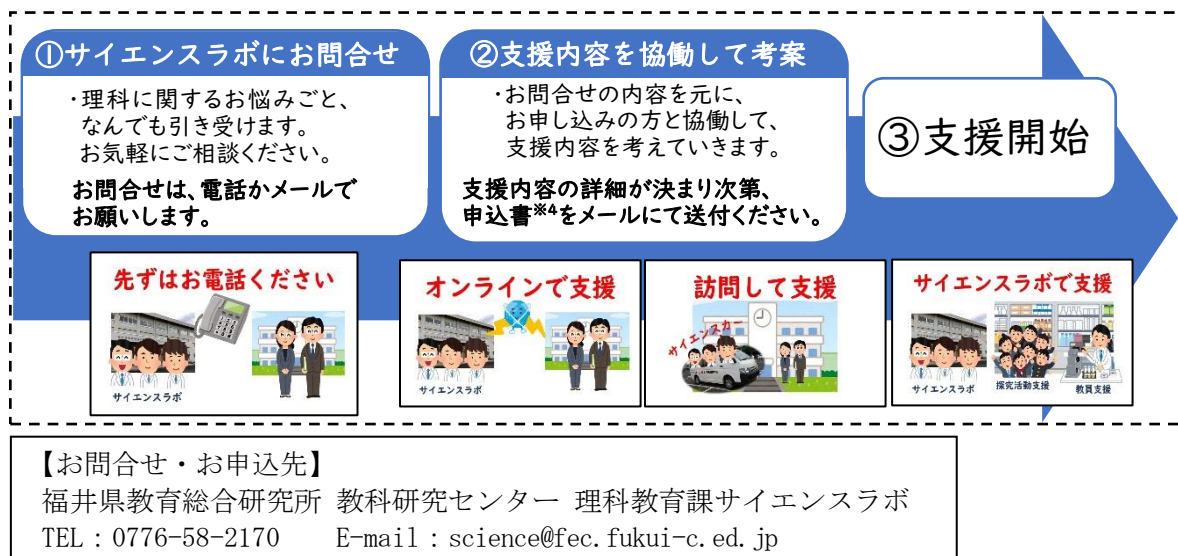 ①サイエンスラボにお問合せ
・理科に関するお悩みごと、
なんでも引き受けます。
お気軽にご相談ください。
お問合せは、電話かメールで
お願いします。
②支援内容を協働して考案
・お問合せの内容を元に、
お申し込みの方と協働して、
支援内容を考えていきます。
支援内容の詳細が決まり次第、
申込書※4をメールにて送付ください。
③支援開始
先ずはお電話ください
サイエンスラボ
オンラインで支援
サイエンスラボ
訪問して支援
サイエンスカー
サイエンスラボで支援
サイエンスラボ
探究活動支援
教員支援
【お問合せ・お申込先】
福井県教育総合研究所 教科研究センター 理科教育課サイエンスラボ
TEL：0776-58-2170 E-mail：science@fec.fukui-c.ed.jp